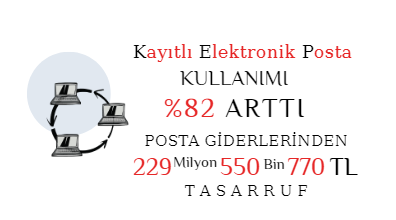 Kayıtlı Elektronik Posta
KULLANIMI
%82 ARTTI
POSTA GİDERLERİNDEN
229 Milyon 550 Bin 770 TL
TASARRUF